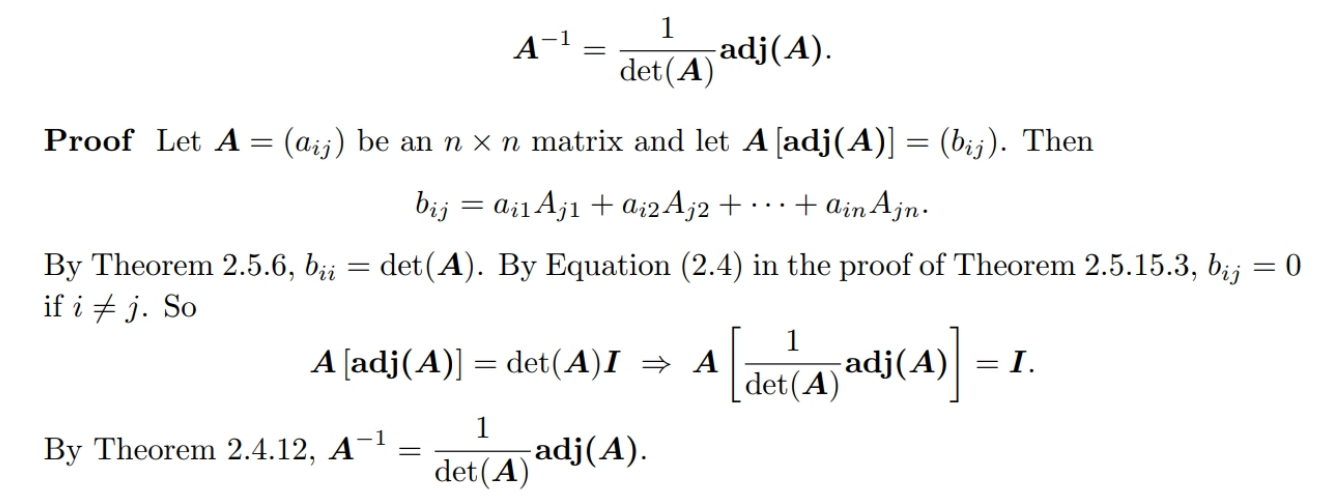 A⁻¹ = 1/det(A) adj(A).
Proof Let A = (aᵢⱼ) be an n × n matrix and let A [adj(A)] = (bᵢⱼ). Then
bᵢⱼ = aᵢ₁Aⱼ₁ + aᵢ₂Aⱼ₂ + ··· + aᵢₙAⱼₙ.
By Theorem 2.5.6, bᵢᵢ = det(A). By Equation (2.4) in the proof of Theorem 2.5.15.3, bᵢⱼ = 0
if i ≠ j. So
A [adj(A)] = det(A)I ⇒ A [1/det(A) adj(A)] = I.
By Theorem 2.4.12, A⁻¹ = 1/det(A) adj(A).